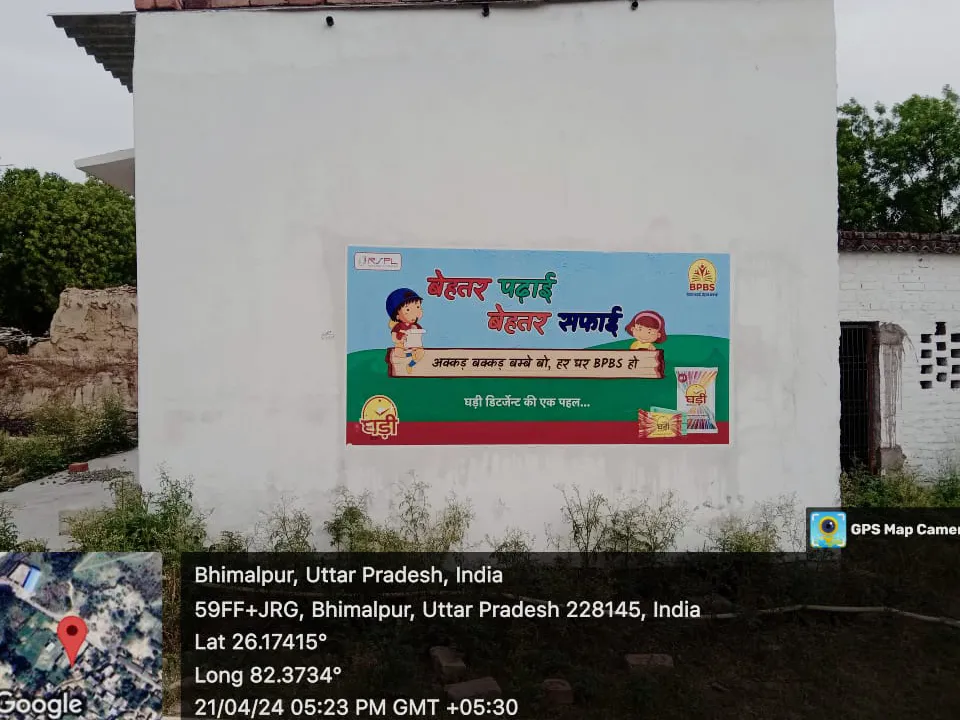 RSPL
बेहतर पढ़ाई
बेहतर सफाई
BPBS
अक्कड़ बक्कड़ बम्बे बो, हर घर BPBS हो
घड़ी डिटर्जेन्ट की एक पहल...
घड़ी
घड़ी
घड़ी
GPS Map Camer
Bhimalpur, Uttar Pradesh, India
59FF+JRG, Bhimalpur, Uttar Pradesh 228145, India
Lat 26.17415°
Long 82.3734°
21/04/24 05:23 PM GMT +05:30
Google